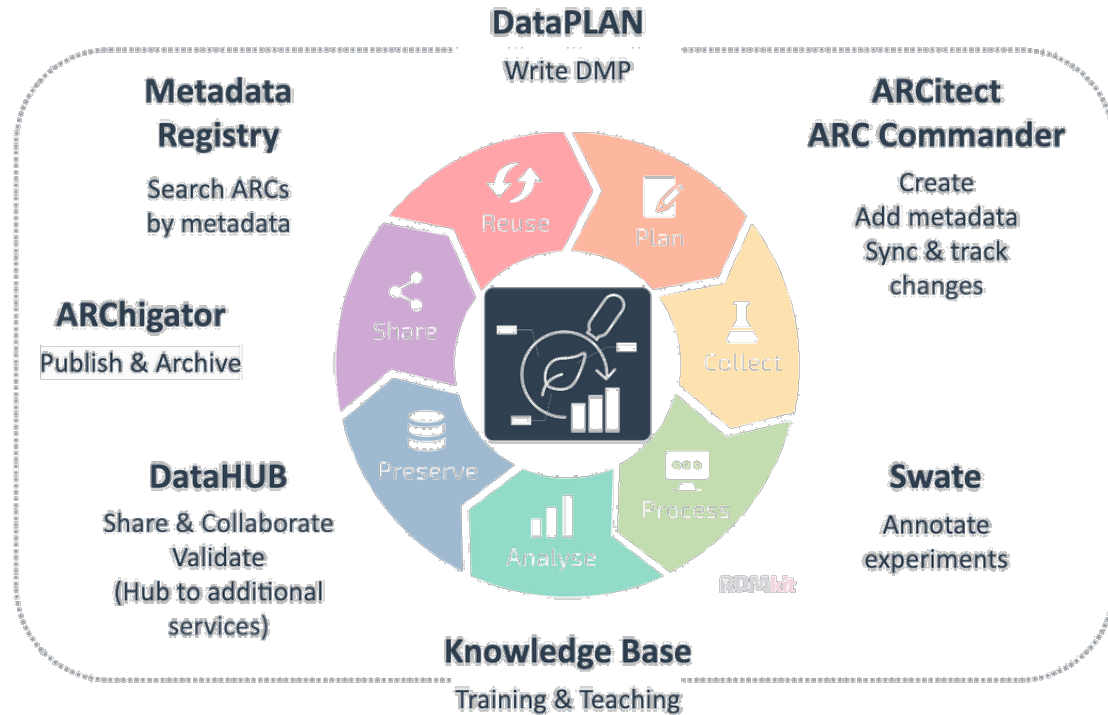 DataPLAN
Write DMP
Metadata
Registry
Search ARCs
by metadata
ARCitect
ARC Commander
Create
Add metadata
Sync & track
changes
Reuse
Plan
Share
Collect
Preserve
Process
Analyse
ARChigator
Publish & Archive
DataHUB
Share & Collaborate
Validate
(Hub to additional
services)
Swate
Annotate
experiments
RDMkit
Knowledge Base
Training & Teaching